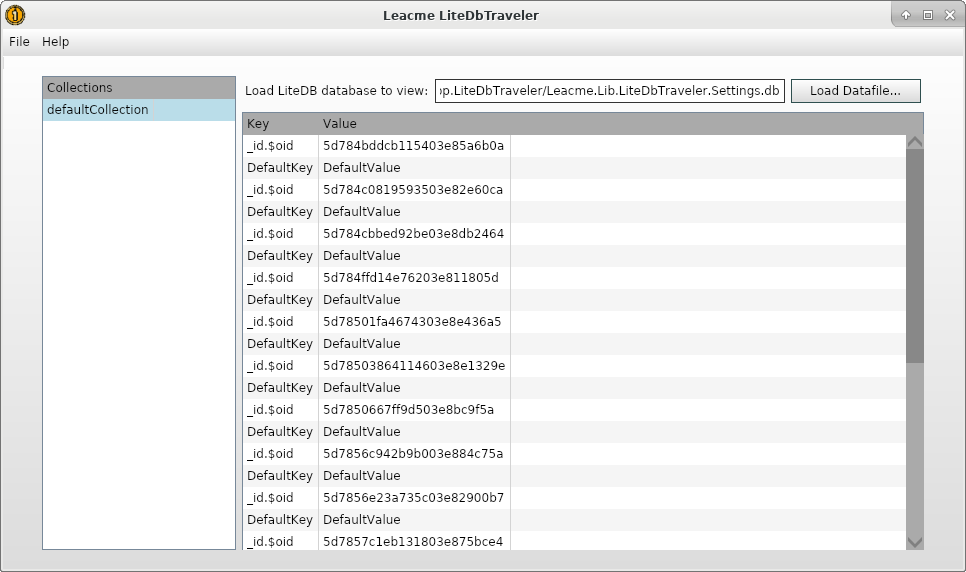 Leacme LiteDbTraveler
File Help
Collections
defaultCollection
Load LiteDB database to view: p.LiteDbTraveler/Leacme.Lib.LiteDbTraveler.Settings.db Load Datafile...
Key Value
_id.$oid 5d784bddcb115403e85a6b0a
DefaultKey DefaultValue
_id.$oid 5d784c0819593503e82e60ca
DefaultKey DefaultValue
_id.$oid 5d784cbbed92be03e8db2464
DefaultKey DefaultValue
_id.$oid 5d784ffd14e76203e811805d
DefaultKey DefaultValue
_id.$oid 5d78501fa4674303e8e436a5
DefaultKey DefaultValue
_id.$oid 5d78503864114603e8e1329e
DefaultKey DefaultValue
_id.$oid 5d7850667ff9d503e8bc9f5a
DefaultKey DefaultValue
_id.$oid 5d7856c942b9b003e884c75a
DefaultKey DefaultValue
_id.$oid 5d7856e23a735c03e82900b7
DefaultKey DefaultValue
_id.$oid 5d7857c1eb131803e875bce4